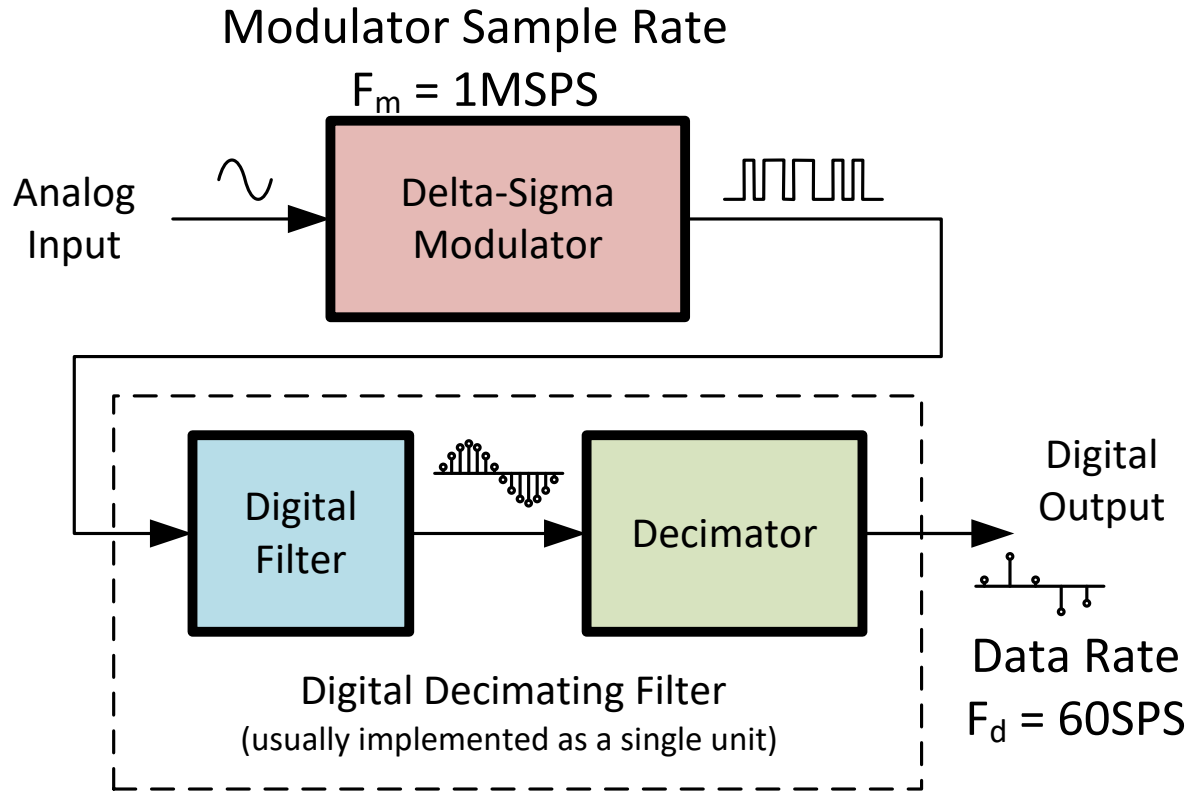 Modulator Sample Rate
Fm = 1MSPS
Analog
Input
Delta-Sigma
Modulator
Digital
Filter
Decimator
Digital
Output
Data Rate
Fd = 60SPS
Digital Decimating Filter
(usually implemented as a single unit)